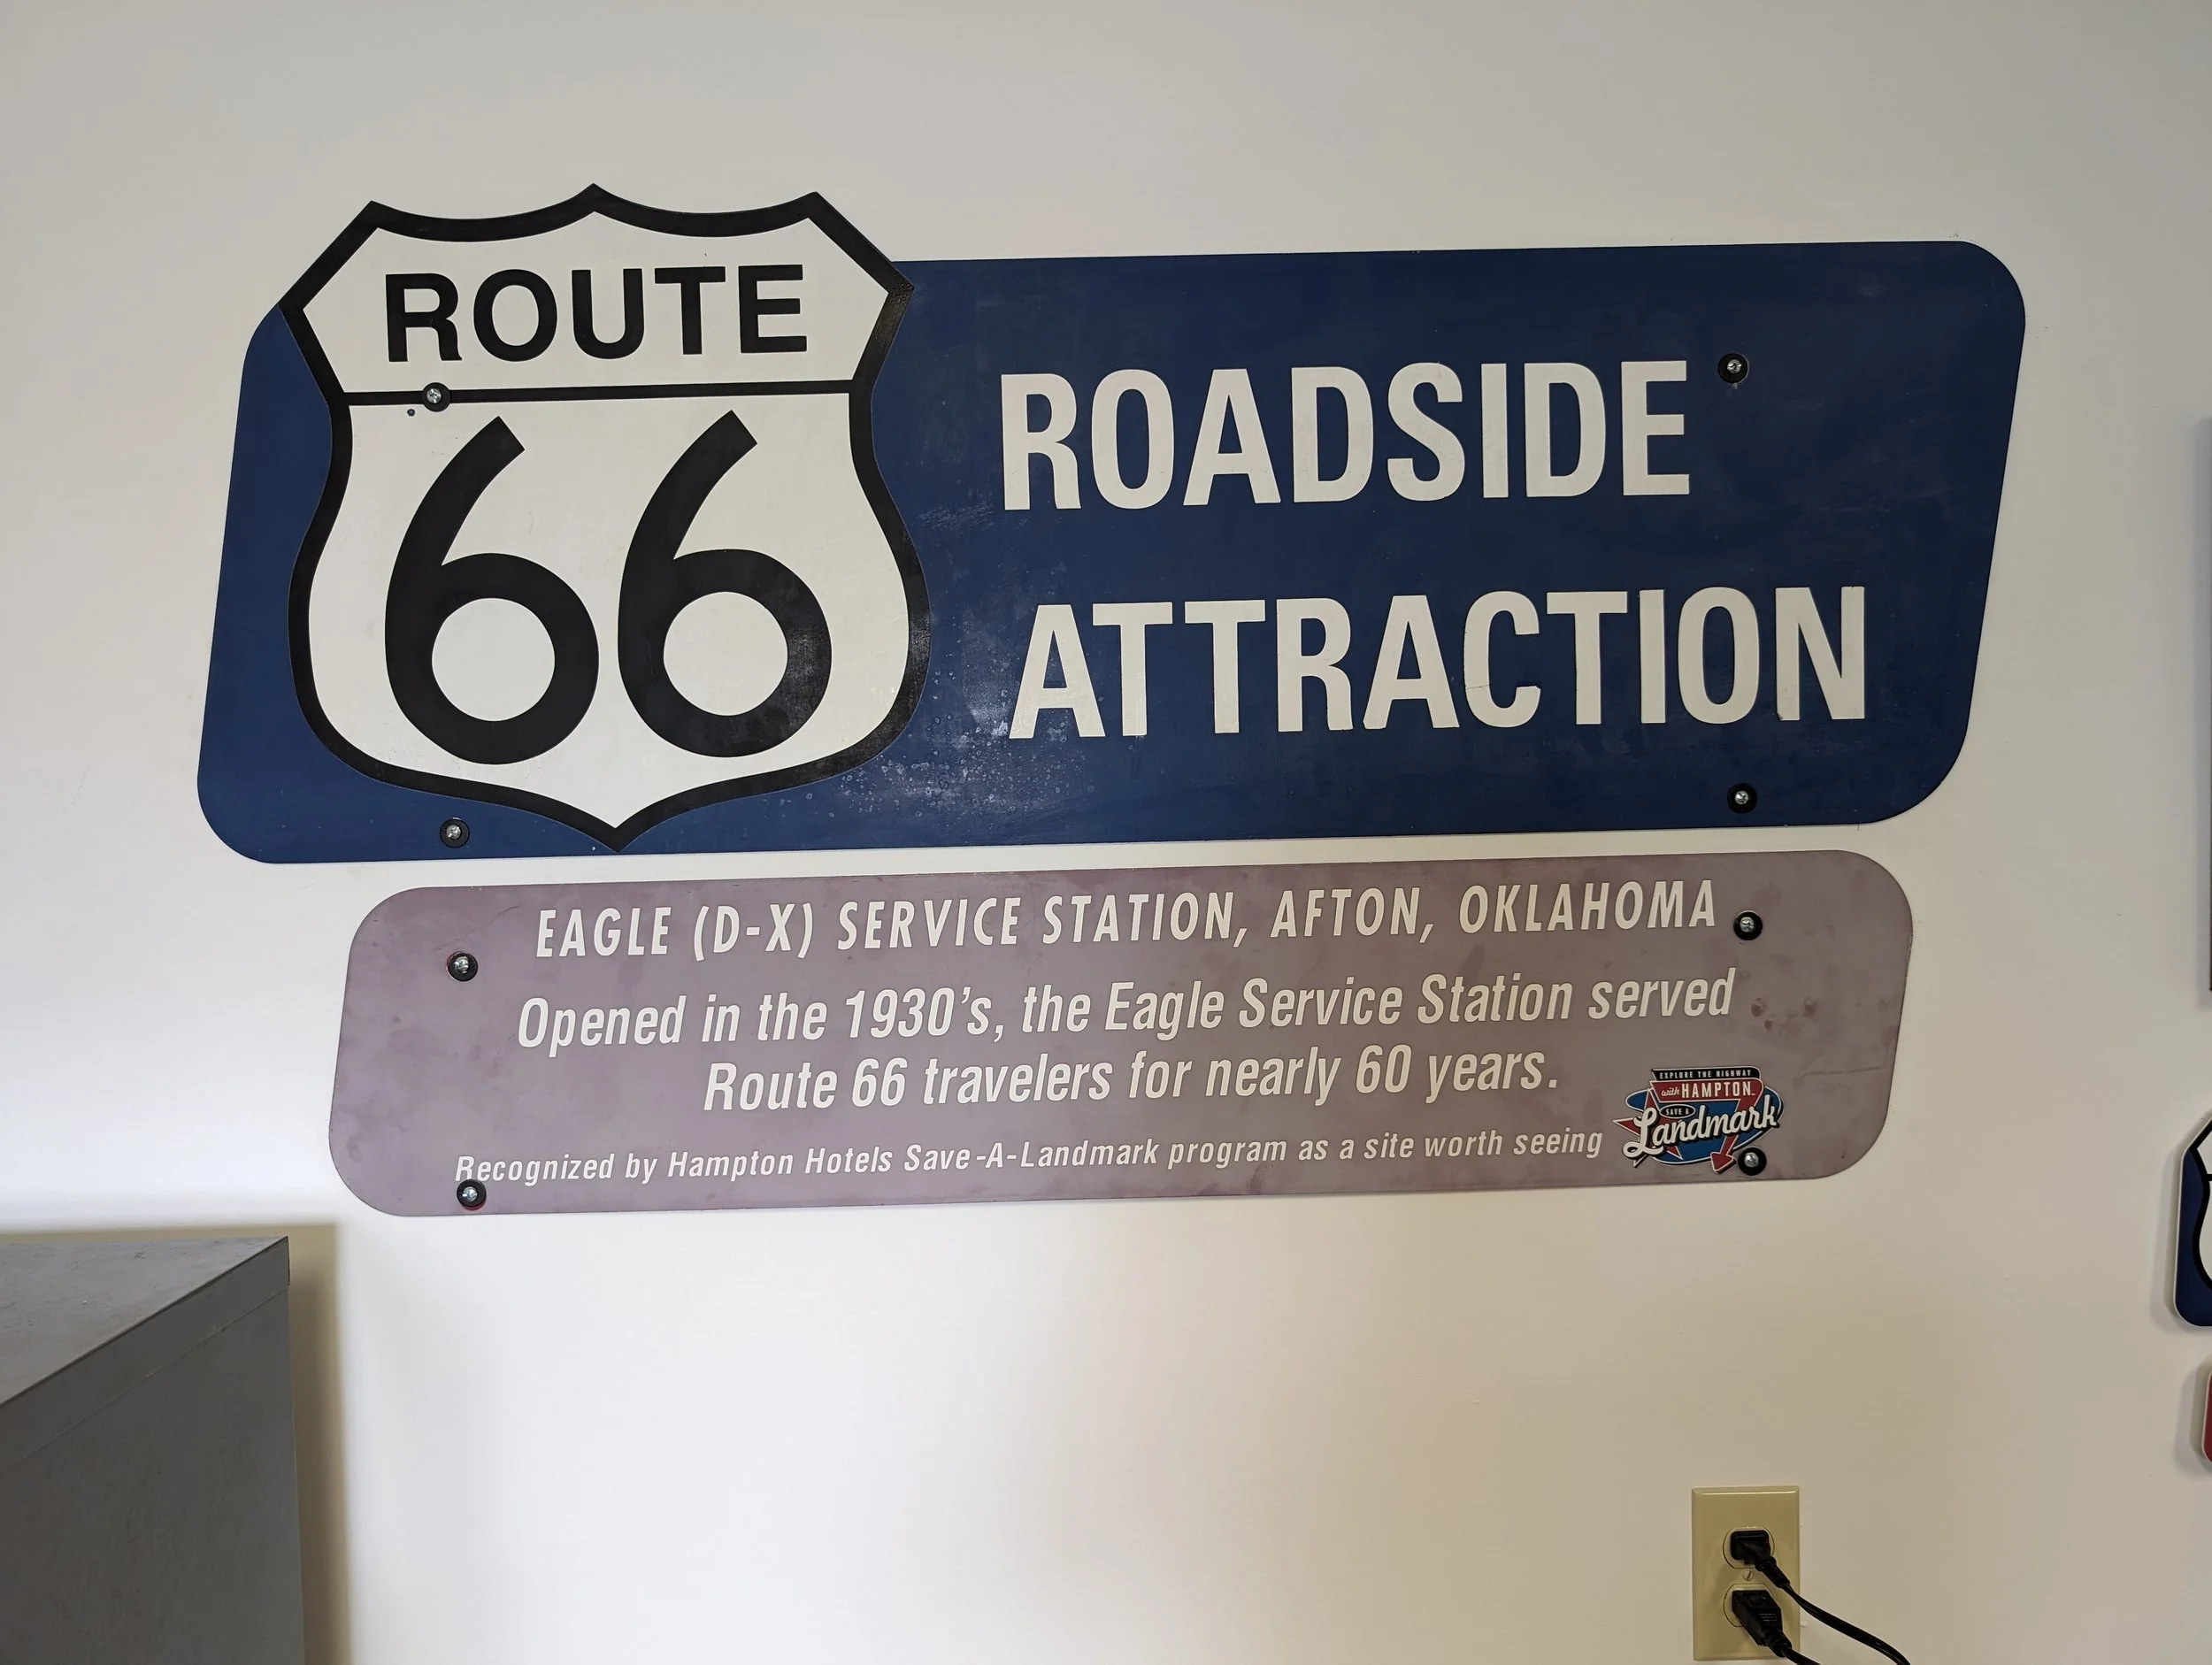 ROUTE
66
ROADSIDE
ATTRACTION
EAGLE (D-X) SERVICE STATION, AFTON, OKLAHOMA
Opened in the 1930's, the Eagle Service Station served
Route 66 travelers for nearly 60 years.
Recognized by Hampton Hotels Save-A-Landmark program as a site worth seeing
EXPLORE THE HIGHWAY
with HAMPTON
SAVE A
Landmark